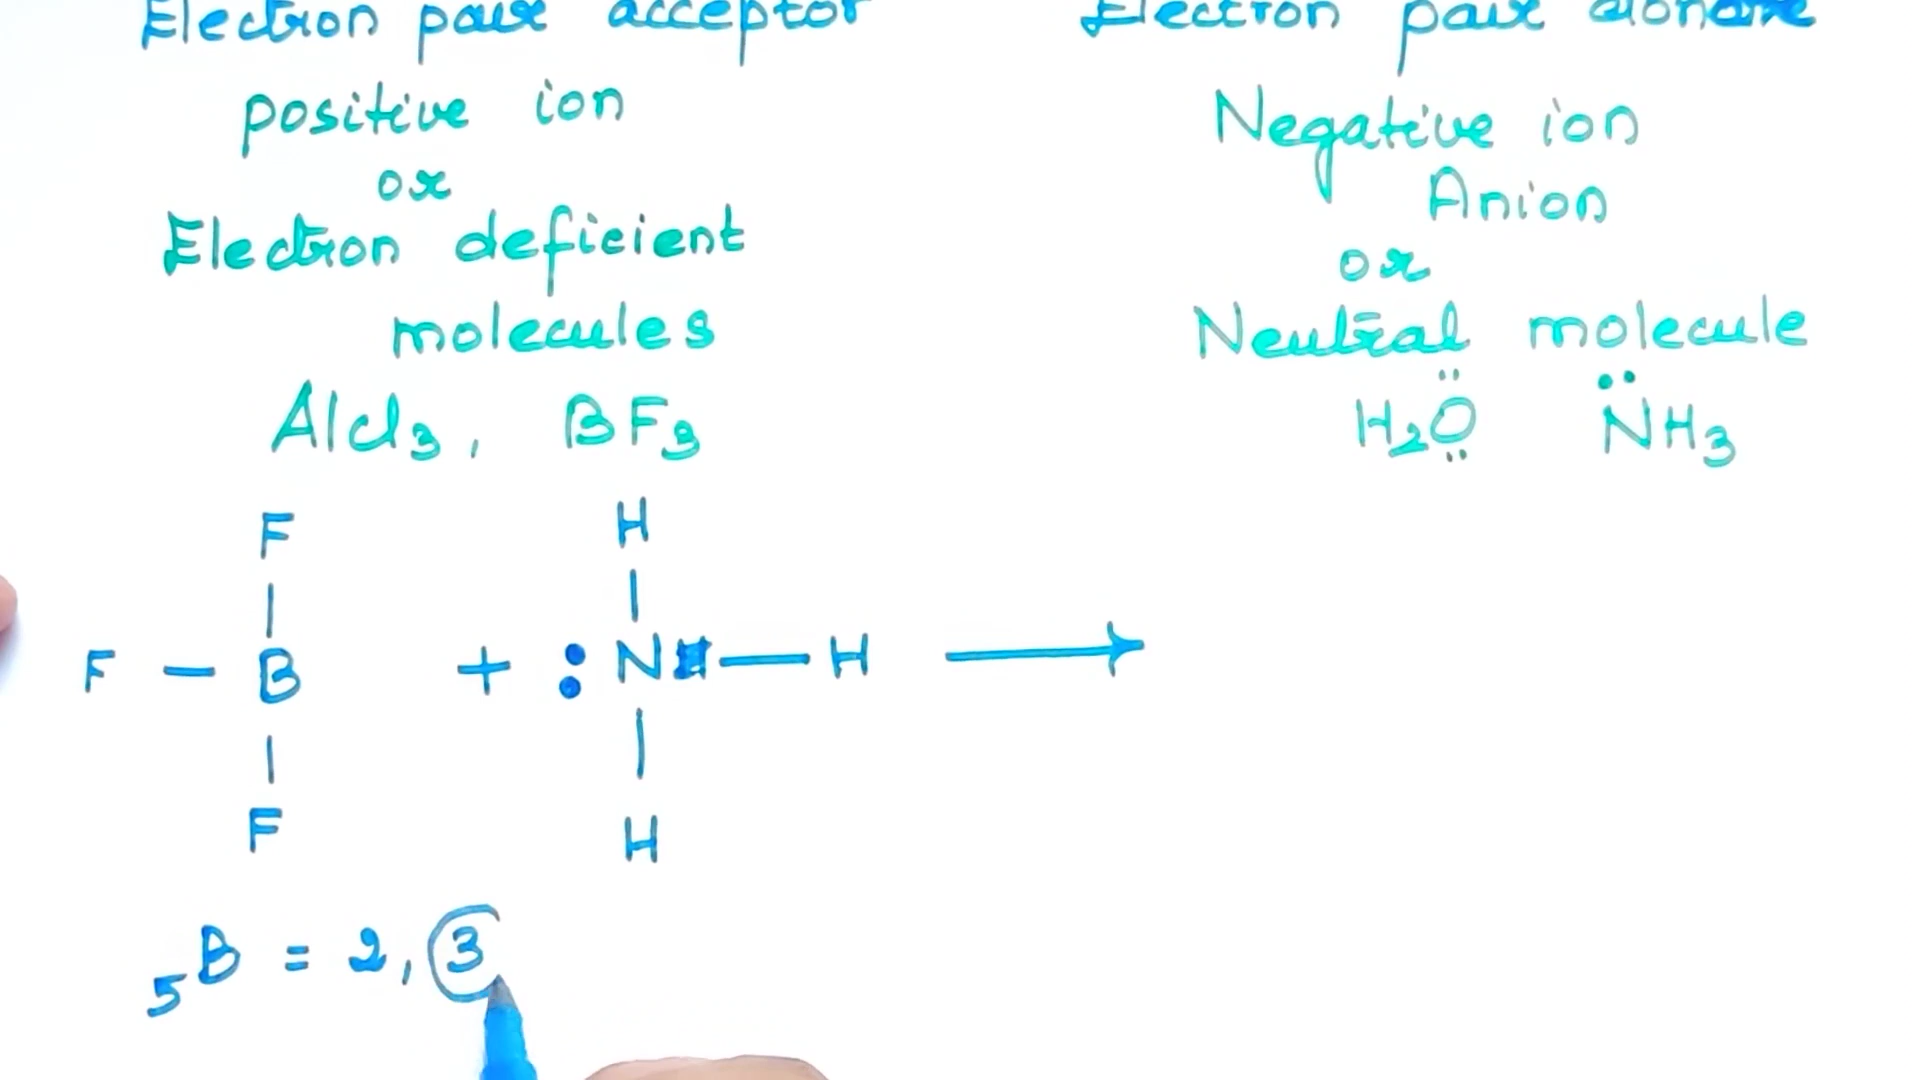 Electron pair acceptor
positive ion
or
Electron deficient
molecules
AlCl3, BF3
Electron pair donor
Negative ion
Anion
or
Neutral molecule
H2O NH3
F
F – B
F
+
H
: N — H
H
5B = 2, 3